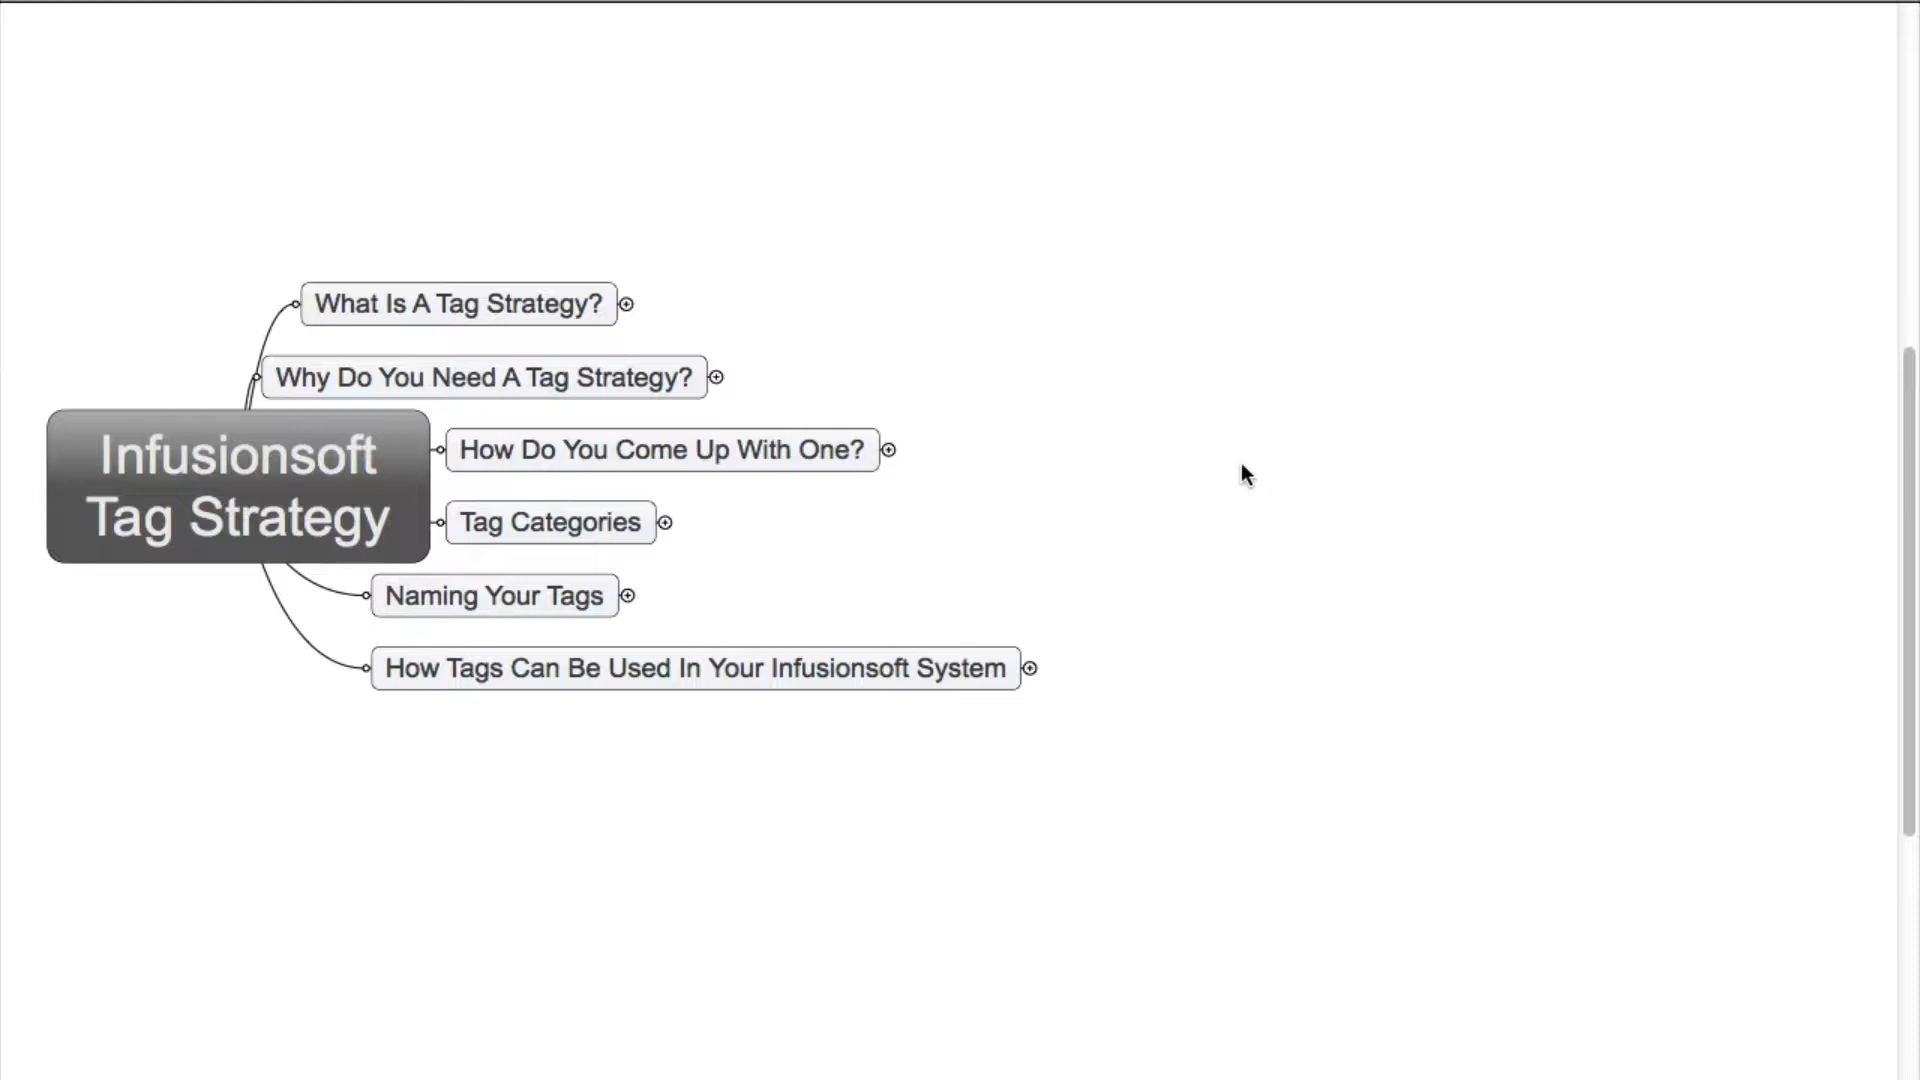 What Is A Tag Strategy?
Why Do You Need A Tag Strategy?
Infusionsoft
Tag Strategy
How Do You Come Up With One?
Tag Categories
Naming Your Tags
How Tags Can Be Used In Your Infusionsoft System